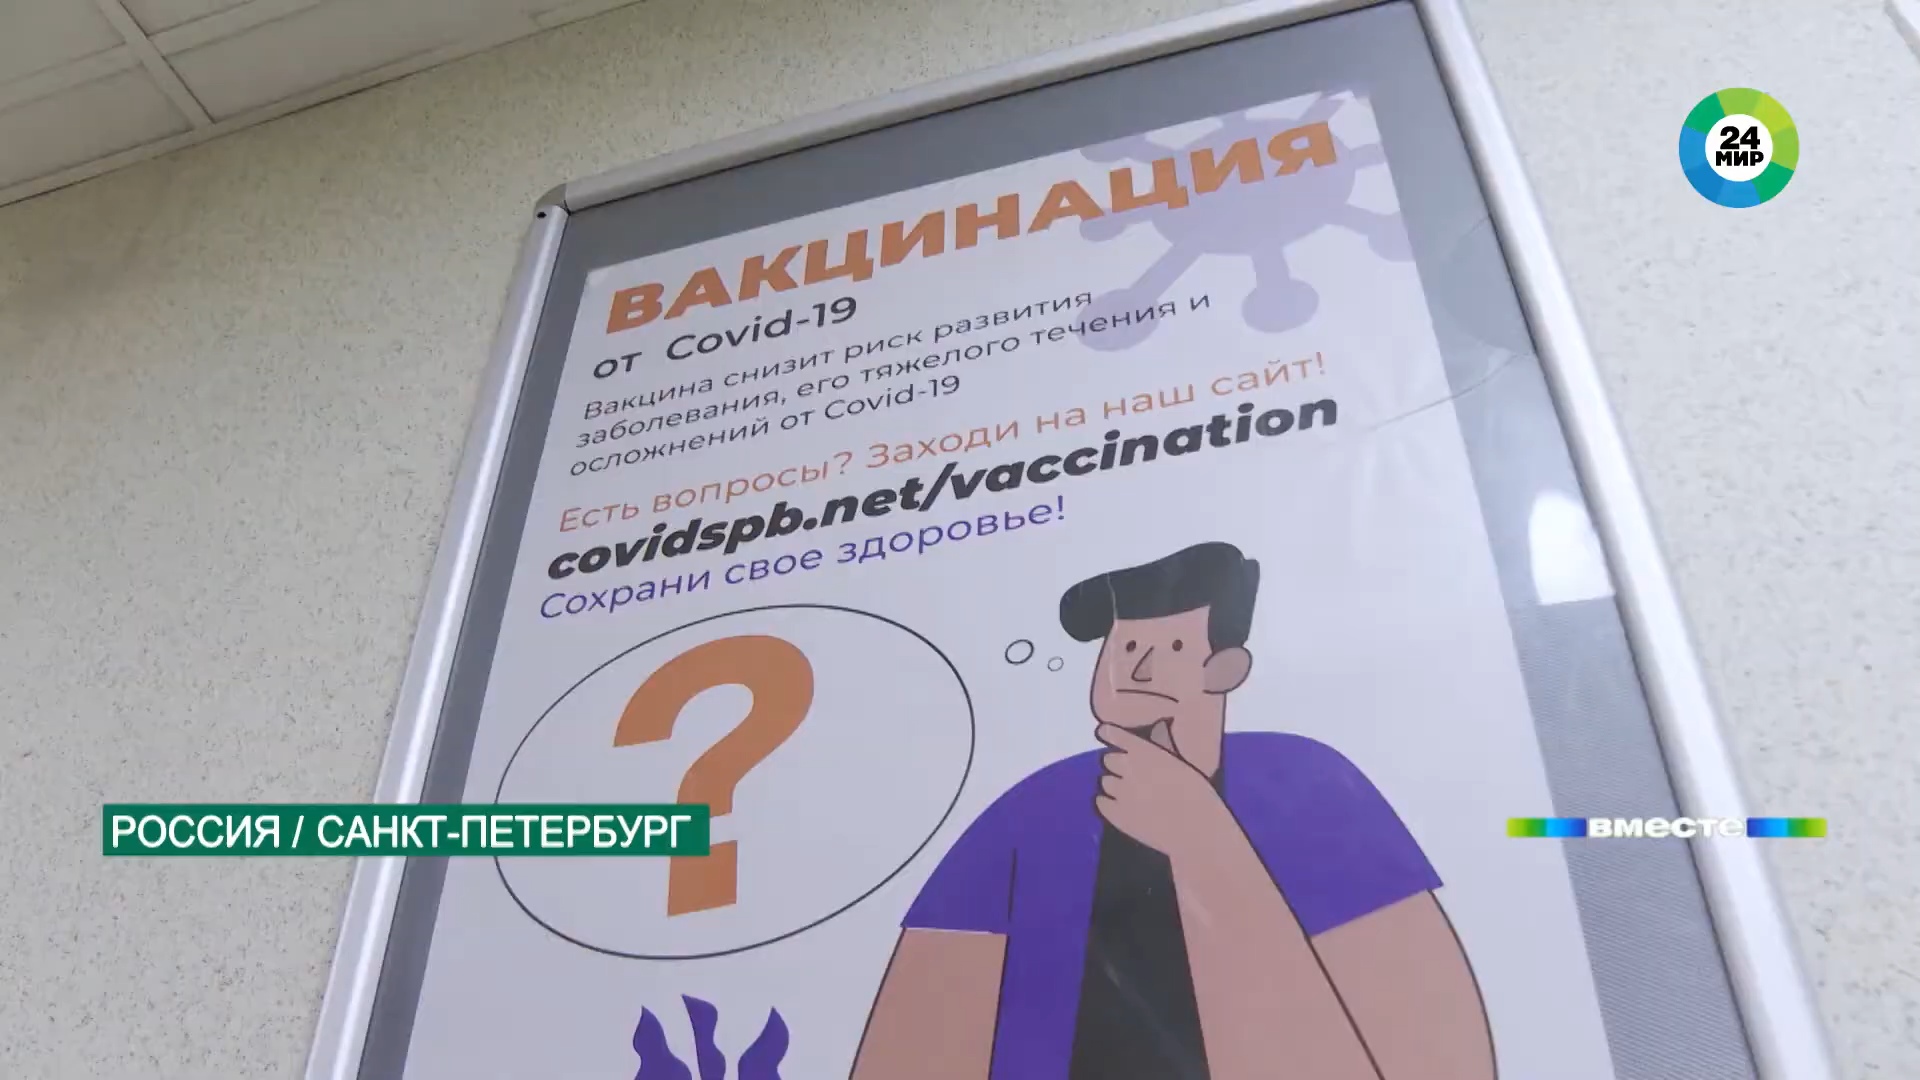 24
МИР
ВАКЦИНАЦИЯ
от Covid-19
Вакцина снизит риск развития
заболевания, его тяжелого течения и
осложнений от Covid-19
Есть вопросы? Заходи на наш сайт!
covidspb.net/vaccination
Сохрани свое здоровье!
?
РОССИЯ / САНКТ-ПЕТЕРБУРГ
вместе